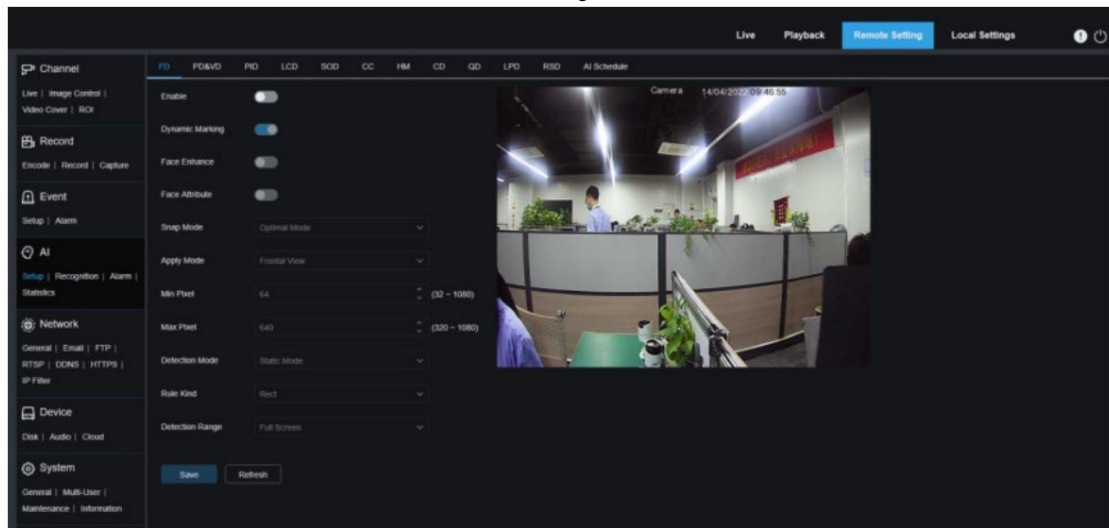 Live Playback Remote Setting Local Settings
Channel
Live | Image Control |
Video Cover | ROI
Record
Encode | Record | Capture
Event
Setup | Alarm
AI
Setup | Recognition | Alarm |
Statistics
Network
General | Email | FTP |
RTSP | DDNS | HTTPS |
IP Filter
Device
Disk | Audio | Cloud
System
General | Multi-User |
Maintenance | Information
FD PD&VD PID LCD SOD CC HM CD QD LPD RSD AI Schedule
Enable
Dynamic Marking
Face Enhance
Face Attribute
Snap Mode Optimal Mode
Apply Mode Frontal View
Min Pixel 64 (32 ~ 1080)
Max Pixel 640 (320 ~ 1080)
Detection Mode Static Mode
Rule Kind Rect
Detection Range Full Screen
Save Refresh
Camera 14/04/2022 09:46:55